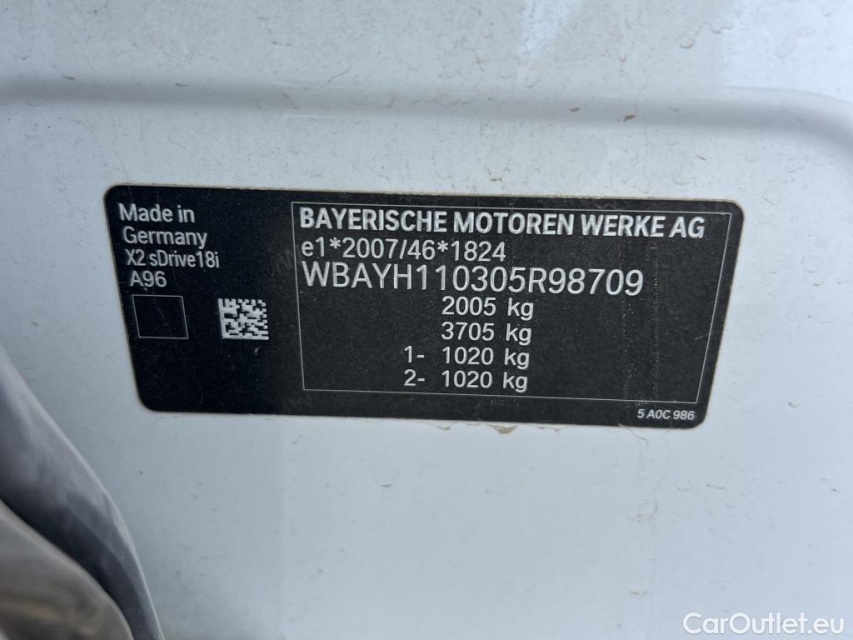 Made in
Germany
X2 sDrive18i
A96
BAYERISCHE MOTOREN WERKE AG
e1*2007/46*1824
WBAYH110305R98709
2005 kg
3705 kg
1- 1020 kg
2- 1020 kg
5 A0C 986
CarOutlet.eu